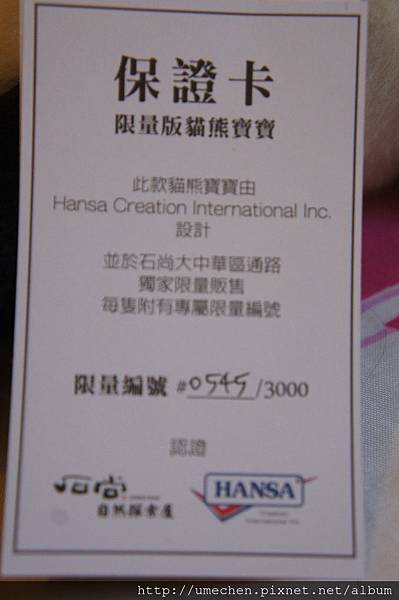 保證卡
限量版貓熊寶寶
此款貓熊寶寶由
Hansa Creation International Inc.
設計
並於石尚大中華區通路
獨家限量販售
每隻附有專屬限量編號
限量編號 #0545/3000
認證
石尚
自然探索屋
HANSA
Creation
International Inc.
http://umechen.pixnet.net/album